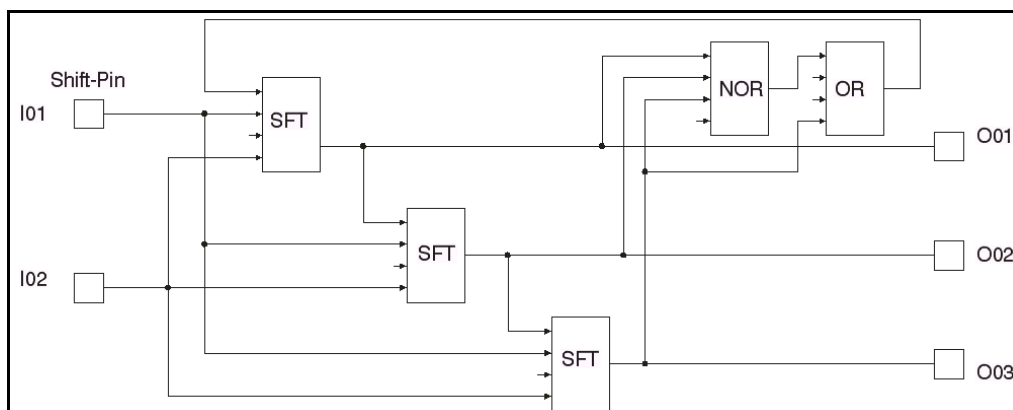 Shift-Pin
I01
SFT
NOR
OR
O01
I02
SFT
O02
SFT
O03